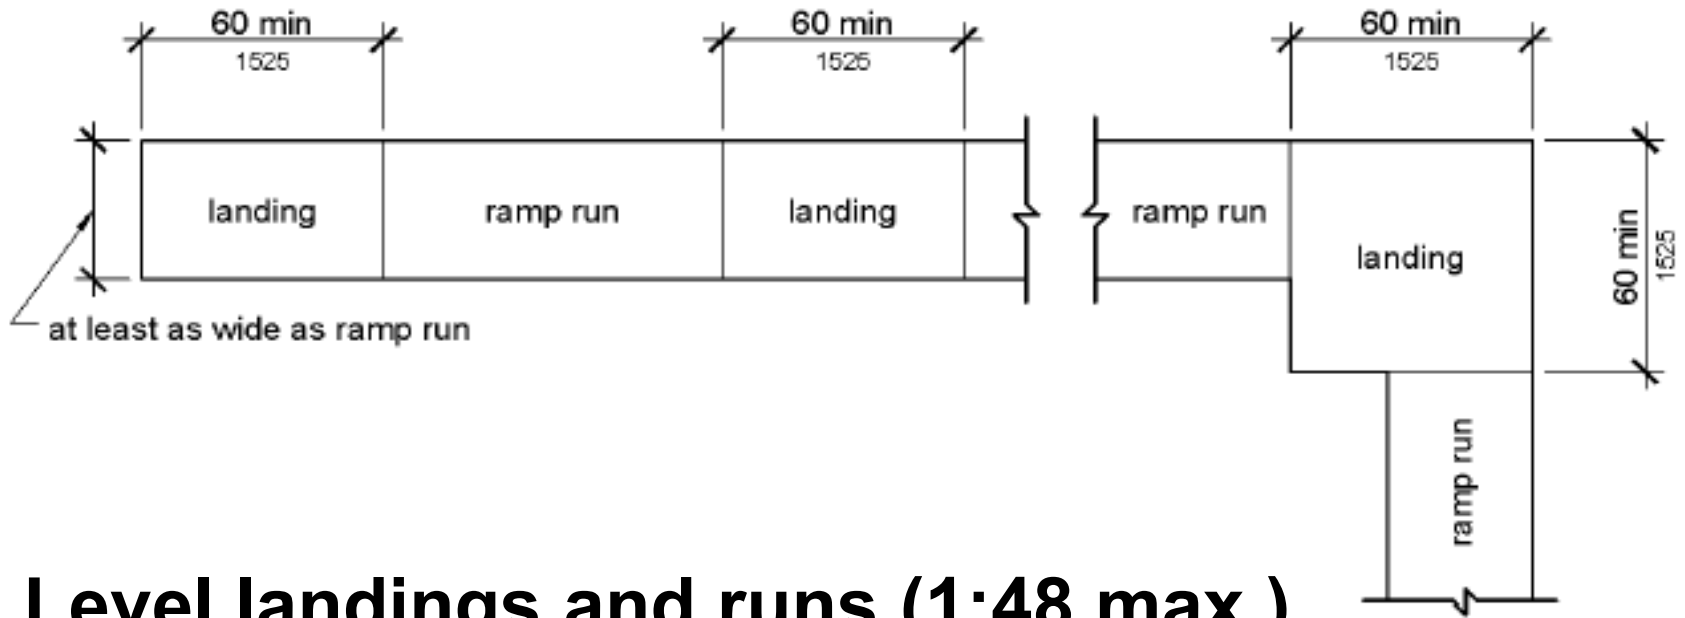 60 min
1525
60 min
1525
60 min
1525
landing
ramp run
landing
ramp run
landing
60 min
1525
at least as wide as ramp run
ramp run
Level landings and runs (1:48 max.)